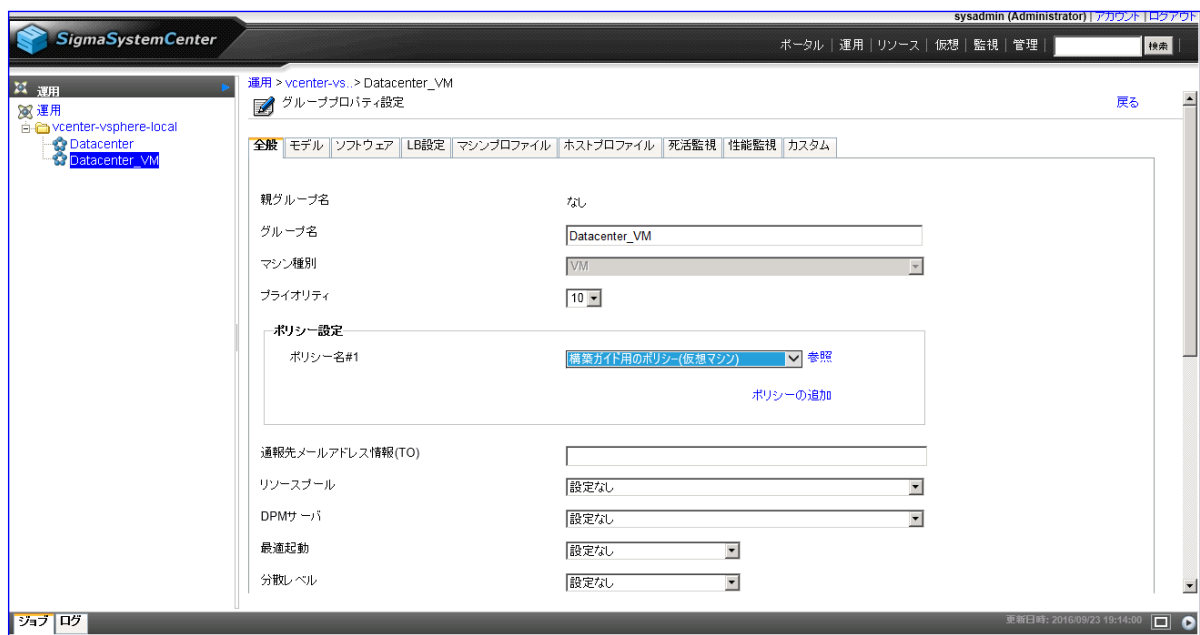 sysadmin (Administrator) | アカウント | ログアウト
SigmaSystemCenter
ポータル | 運用 | リソース | 仮想 | 監視 | 管理 | 検索
運用
運用
vcenter-vsphere-local
Datacenter
Datacenter_VM
運用 > vcenter-vs..> Datacenter_VM
グループプロパティ設定
戻る
全般 モデル ソフトウェア LB設定 マシンプロファイル ホストプロファイル 死活監視 性能監視 カスタム
親グループ名 なし
グループ名 Datacenter_VM
マシン種別 VM
プライオリティ 10
ポリシー設定
ポリシー名#1 構築ガイド用のポリシー(仮想マシン) 参照
ポリシーの追加
通報先メールアドレス情報(TO)
リソースプール 設定なし
DPMサーバ 設定なし
最適起動 設定なし
分散レベル 設定なし
ジョブ ログ
更新日時: 2016/09/23 19:14:00